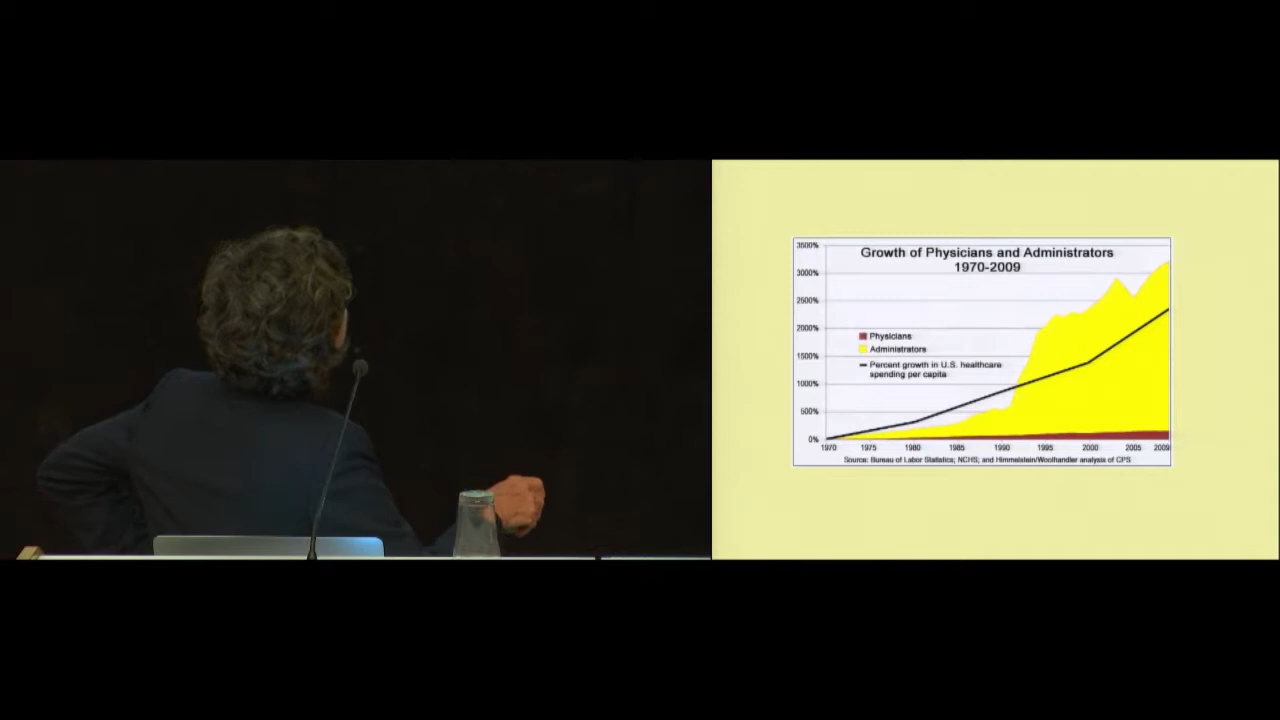 Growth of Physicians and Administrators
1970-2009
3500%
3000%
2500%
2000%
1500%
1000%
500%
0%
Physicians
Administrators
Percent growth in U.S. healthcare
spending per capita
1970 1975 1980 1985 1990 1995 2000 2005 2009
Source: Bureau of Labor Statistics; NCHS; and Himmelstein/Woolhandler analysis of CPS